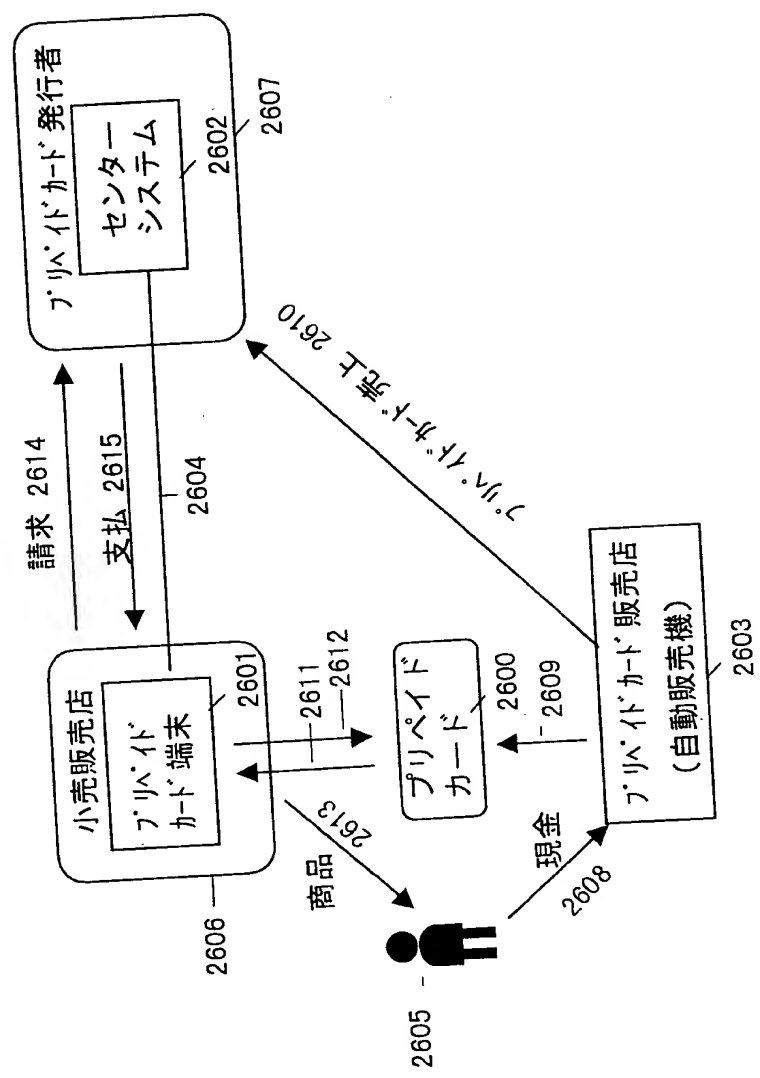 プリペイドカード発行者
センター
システム
2602
2607
請求 2614
支払 2615
2604
小売販売店
プリペイド
カード端末
2601
2606
2611
2612
プリペイド
カード
2600
2609
プリペイドカード売上 2610
商品
2613
2605
現金
2608
プリペイドカード販売店
(自動販売機)
2603